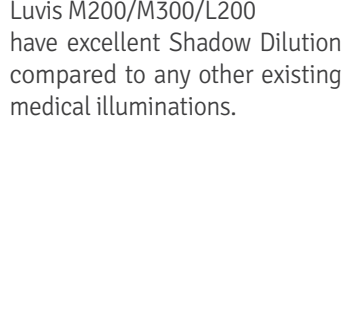 Luvis M200/M300/L200
have excellent Shadow Dilution
compared to any other existing
medical illuminations.